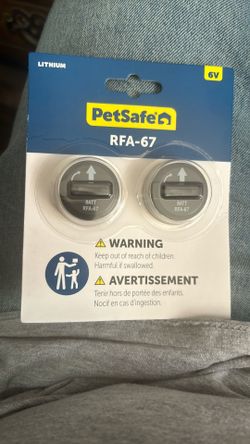 LITHIUM
6V
PetSafe
RFA-67
BATT
RFA-67
BATT
RFA-67
WARNING
Keep out of reach of children.
Harmful if swallowed.
AVERTISSEMENT
Tenir hors de portée des enfants.
Nocif en cas d'ingestion.